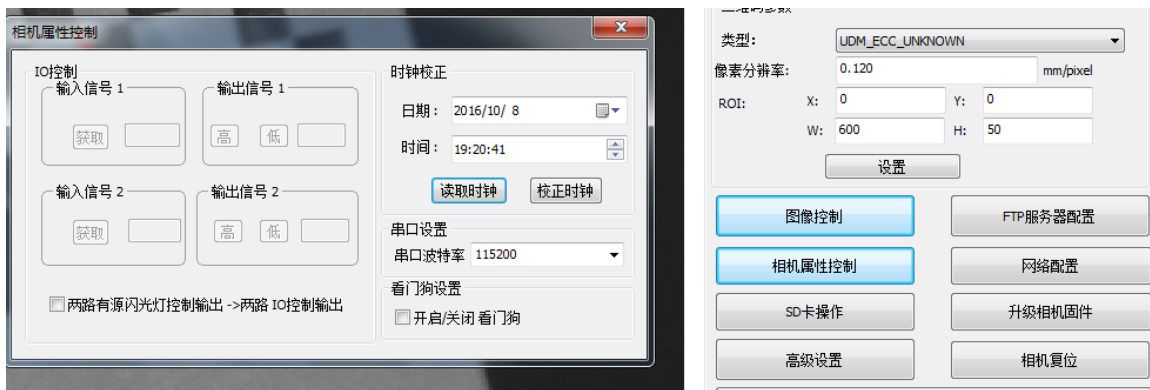 相机属性控制
IO控制
输入信号 1
输出信号 1
获取
高
低
输入信号 2
输出信号 2
获取
高
低
两路有源闪光灯控制输出 ->两路 IO控制输出
时钟校正
日期: 2016/10/ 8
时间: 19:20:41
读取时钟
校正时钟
串口设置
串口波特率 115200
看门狗设置
开启/关闭 看门狗
类型: UDM_ECC_UNKNOWN
像素分辨率: 0.120 mm/pixel
ROI: X: 0 Y: 0
W: 600 H: 50
设置
图像控制 FTP服务器配置
相机属性控制 网络配置
SD卡操作 升级相机固件
高级设置 相机复位